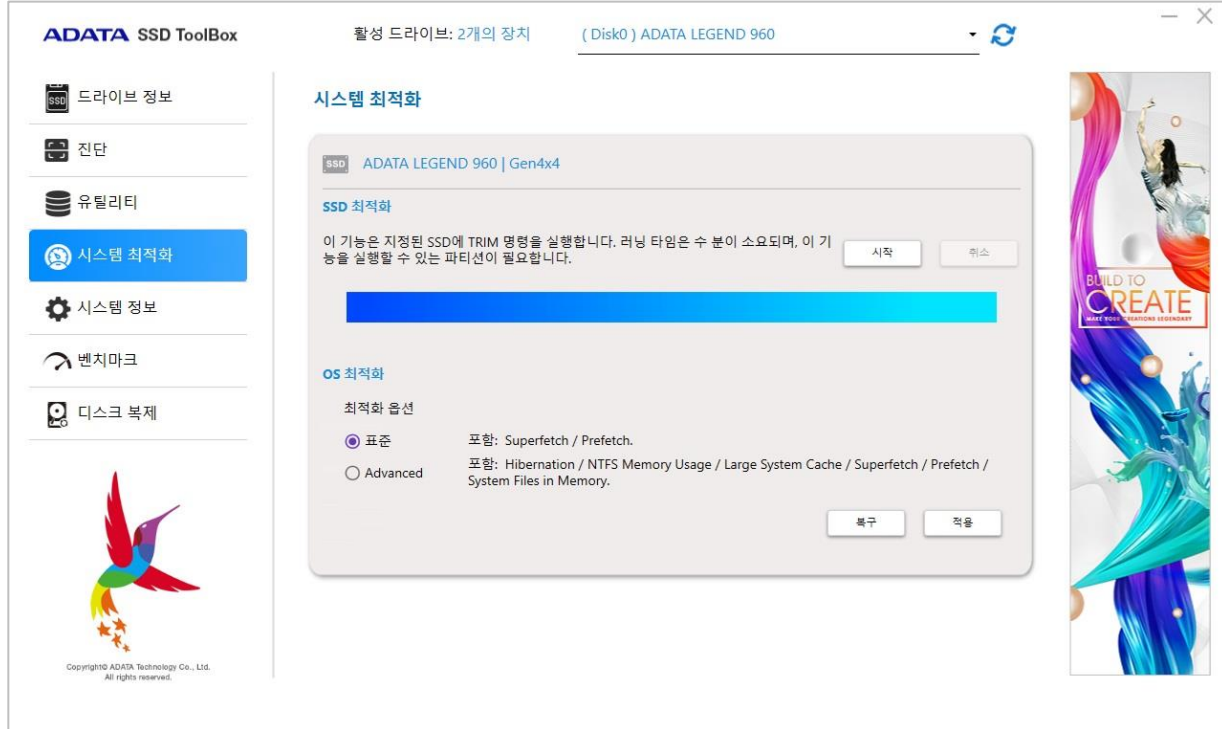 ADATA SSD ToolBox
활성 드라이브: 2개의 장치
( Disk0 ) ADATA LEGEND 960
SSD
드라이브 정보
진단
유틸리티
시스템 최적화
시스템 정보
벤치마크
디스크 복제
Copyright© ADATA Technology Co., Ltd.
All rights reserved.
시스템 최적화
SSD
ADATA LEGEND 960 | Gen4x4
SSD 최적화
이 기능은 지정된 SSD에 TRIM 명령을 실행합니다. 러닝 타임은 수 분이 소요되며, 이 기
능을 실행할 수 있는 파티션이 필요합니다.
시작
취소
OS 최적화
최적화 옵션
표준
포함: Superfetch / Prefetch.
Advanced
포함: Hibernation / NTFS Memory Usage / Large System Cache / Superfetch / Prefetch /
System Files in Memory.
복구
적용
BUILD TO
CREATE
MAKE YOUR CREATIONS LEGENDARY